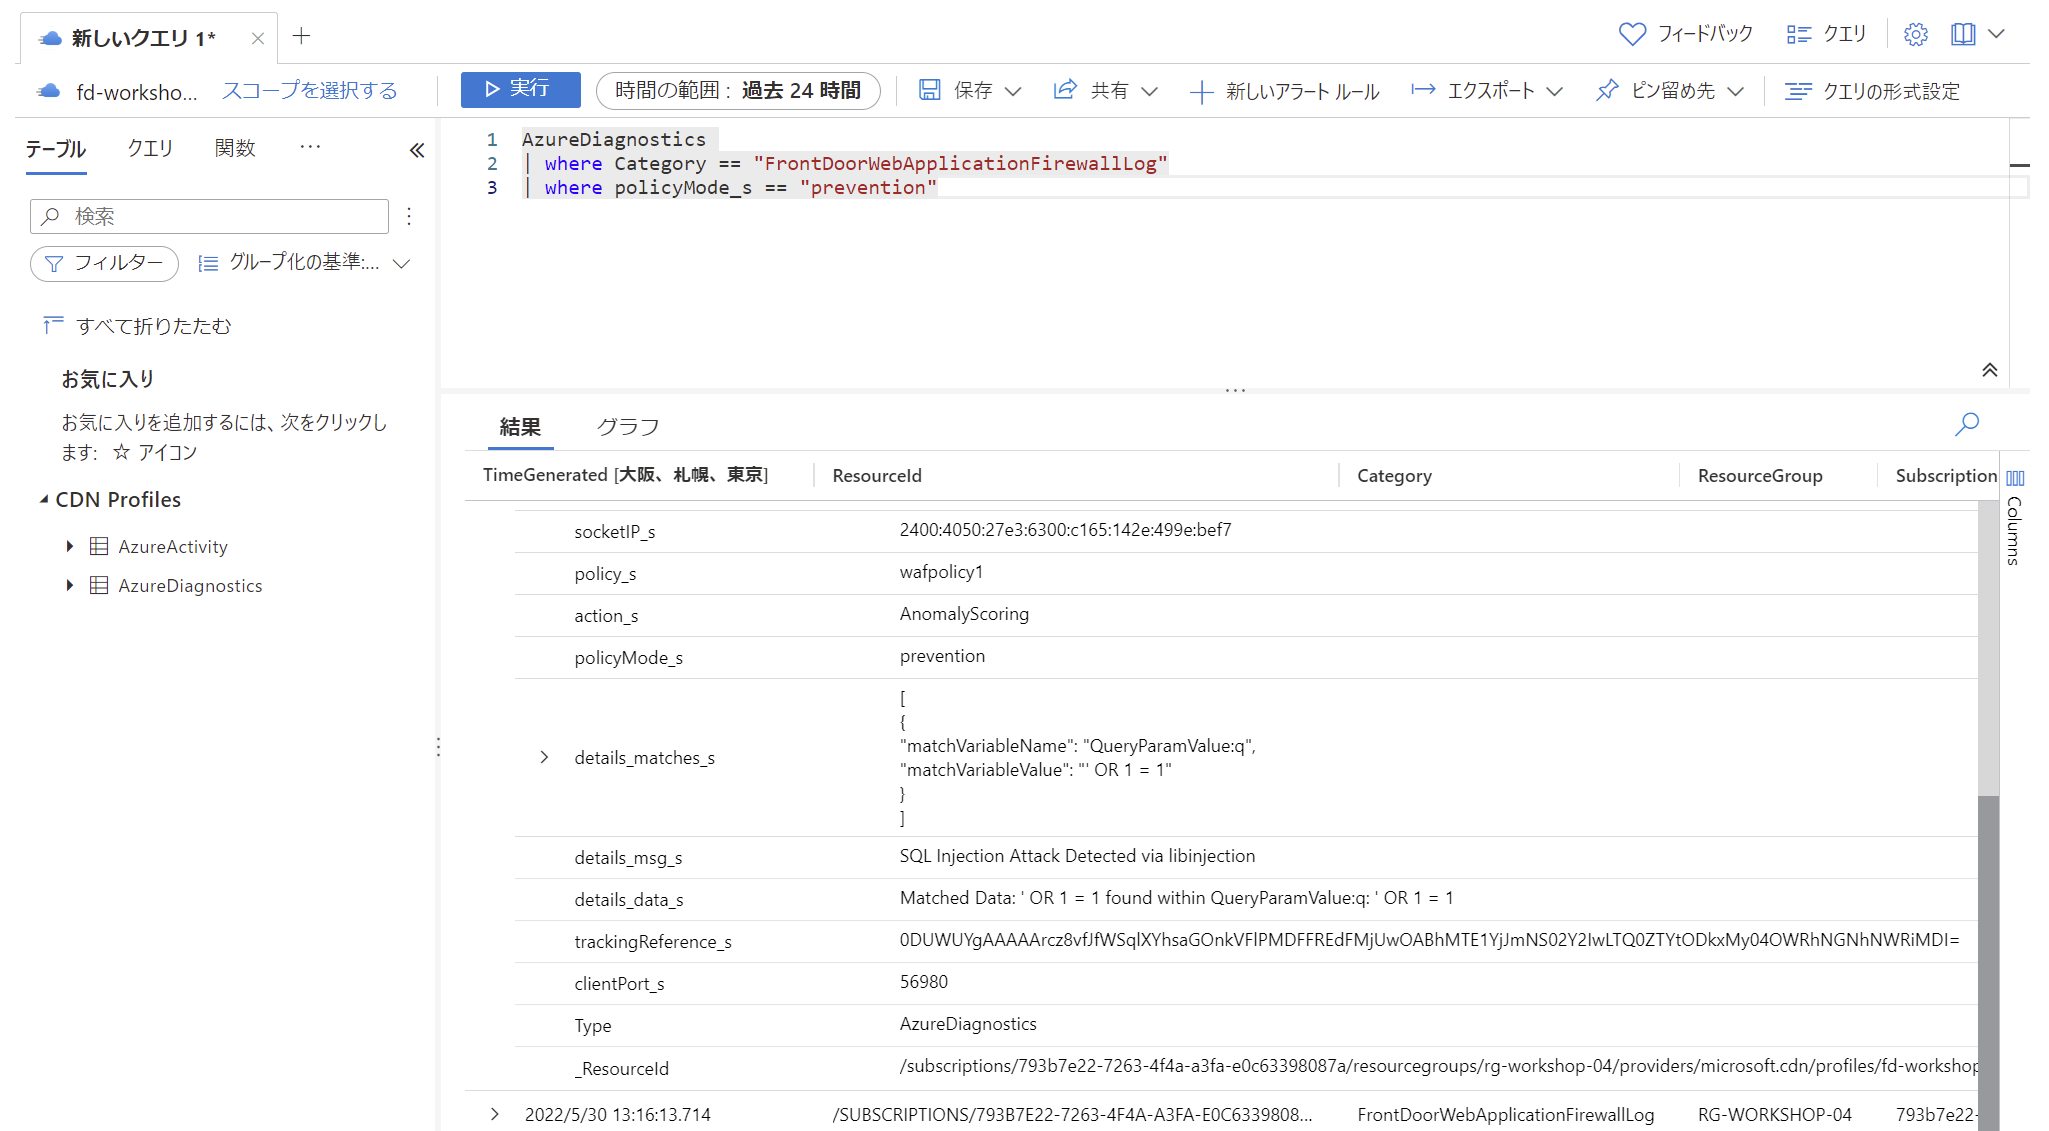 新しいクエリ 1*
フィードバック
クエリ
fd-worksho...
スコープを選択する
実行
時間の範囲 : 過去 24 時間
保存
共有
新しいアラート ルール
エクスポート
ピン留め先
クエリの形式設定
テーブル
クエリ
関数
...
検索
フィルター
グループ化の基準:...
すべて折りたたむ
お気に入り
お気に入りを追加するには、次をクリックし
ます: ☆ アイコン
CDN Profiles
AzureActivity
AzureDiagnostics
1 AzureDiagnostics
2 | where Category == "FrontDoorWebApplicationFirewallLog"
3 | where policyMode_s == "prevention"
結果
グラフ
TimeGenerated [大阪、札幌、東京]
ResourceId
Category
ResourceGroup
Subscription
Columns
socketIP_s 2400:4050:27e3:6300:c165:142e:499e:bef7
policy_s wafpolicy1
action_s AnomalyScoring
policyMode_s prevention
details_matches_s
[
{
"matchVariableName": "QueryParamValue:q",
"matchVariableValue": "' OR 1 = 1"
}
]
details_msg_s SQL Injection Attack Detected via libinjection
details_data_s Matched Data: ' OR 1 = 1 found within QueryParamValue:q: ' OR 1 = 1
trackingReference_s 0DUWUYgAAAAArcz8vfJfWSqlXYhsaGOnkVFlPMDFFREdFMjUwOABhMTE1YjJmNS02Y2IwLTQ0ZTYtODkxMy04OWRhNGNhNWRiMDI=
clientPort_s 56980
Type AzureDiagnostics
_ResourceId /subscriptions/793b7e22-7263-4f4a-a3fa-e0c63398087a/resourcegroups/rg-workshop-04/providers/microsoft.cdn/profiles/fd-workshop
2022/5/30 13:16:13.714 /SUBSCRIPTIONS/793B7E22-7263-4F4A-A3FA-E0C6339808... FrontDoorWebApplicationFirewallLog RG-WORKSHOP-04 793b7e22-